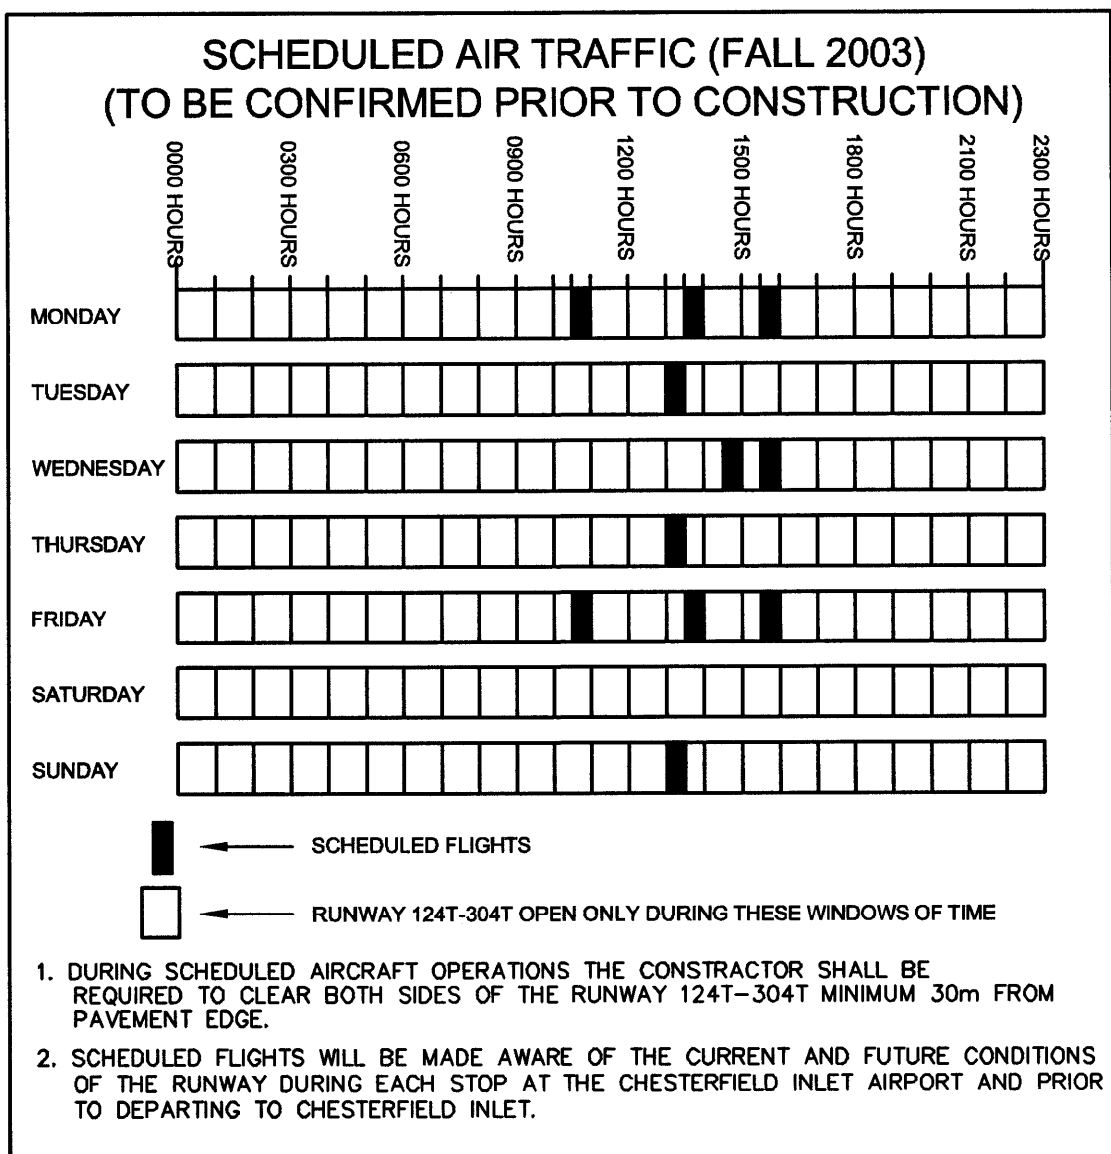 SCHEDULED AIR TRAFFIC (FALL 2003)
(TO BE CONFIRMED PRIOR TO CONSTRUCTION)
0000 HOURS
0300 HOURS
0600 HOURS
0900 HOURS
1200 HOURS
1500 HOURS
1800 HOURS
2100 HOURS
2300 HOURS
MONDAY
TUESDAY
WEDNESDAY
THURSDAY
FRIDAY
SATURDAY
SUNDAY
SCHEDULED FLIGHTS
RUNWAY 124T-304T OPEN ONLY DURING THESE WINDOWS OF TIME
1. DURING SCHEDULED AIRCRAFT OPERATIONS THE CONSTRACTOR SHALL BE
REQUIRED TO CLEAR BOTH SIDES OF THE RUNWAY 124T-304T MINIMUM 30m FROM
PAVEMENT EDGE.
2. SCHEDULED FLIGHTS WILL BE MADE AWARE OF THE CURRENT AND FUTURE CONDITIONS
OF THE RUNWAY DURING EACH STOP AT THE CHESTERFIELD INLET AIRPORT AND PRIOR
TO DEPARTING TO CHESTERFIELD INLET.